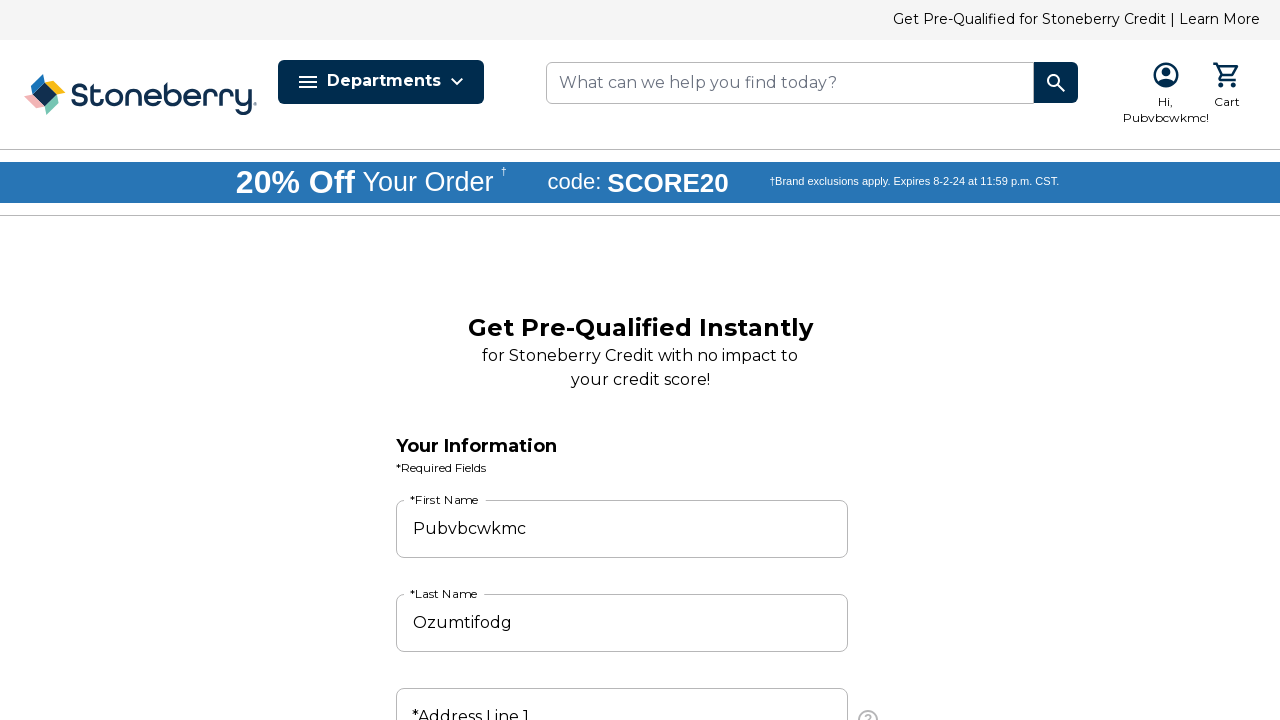 Get Pre-Qualified for Stoneberry Credit | Learn More
Stoneberry
Departments
What can we help you find today?
Hi,
Pubvbcwkmc!
Cart
20% Off Your Order † code: SCORE20 †Brand exclusions apply. Expires 8-2-24 at 11:59 p.m. CST.
Get Pre-Qualified Instantly
for Stoneberry Credit with no impact to
your credit score!
Your Information
*Required Fields
*First Name
Pubvbcwkmc
*Last Name
Ozumtifodg
*Address Line 1